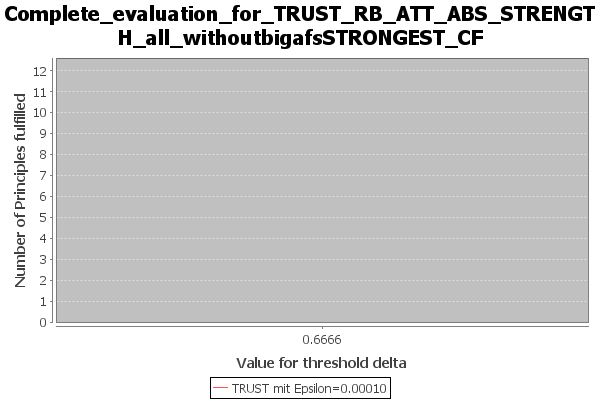 Complete_evaluation_for_TRUST_RB_ATT_ABS_STRENGT
H_all_withoutbigafsSTRONGEST_CF
Number of Principles fulfilled
12
11
10
9
8
7
6
5
4
3
2
1
0
0.6666
Value for threshold delta
TRUST mit Epsilon=0.00010